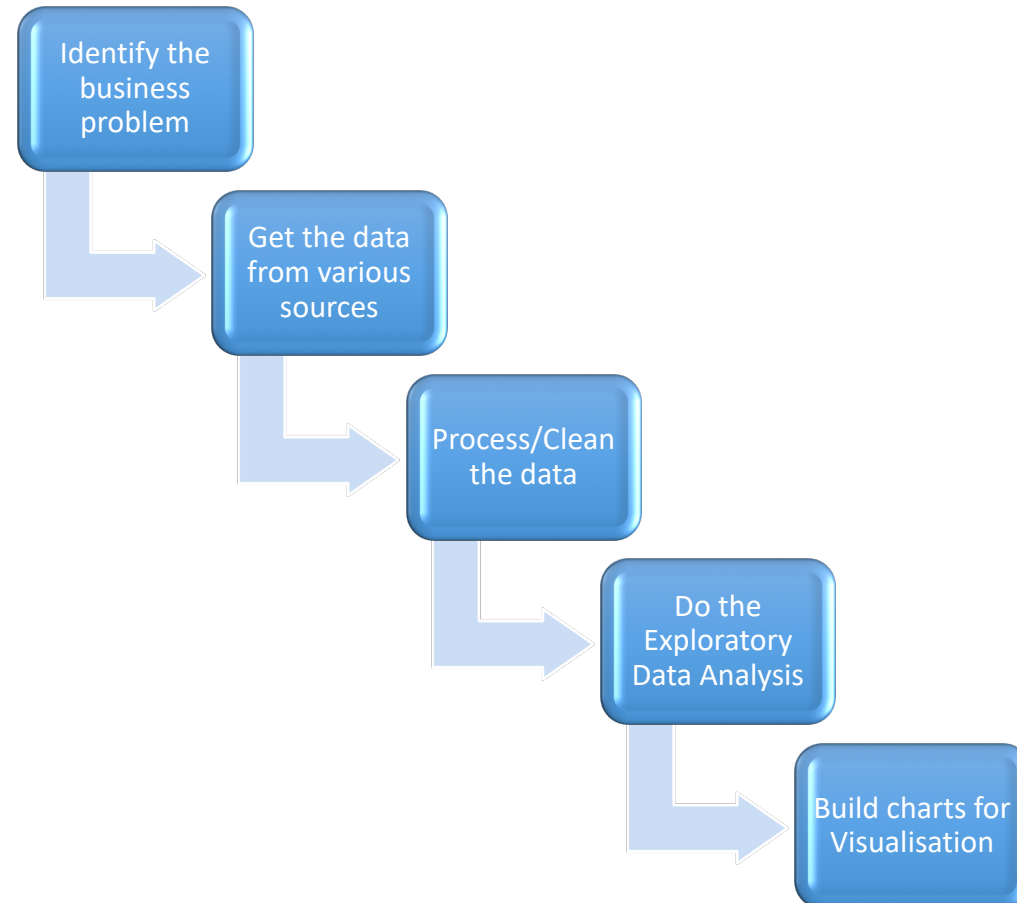 Identify the
business
problem
Get the data
from various
sources
Process/Clean
the data
Do the
Exploratory
Data Analysis
Build charts for
Visualisation